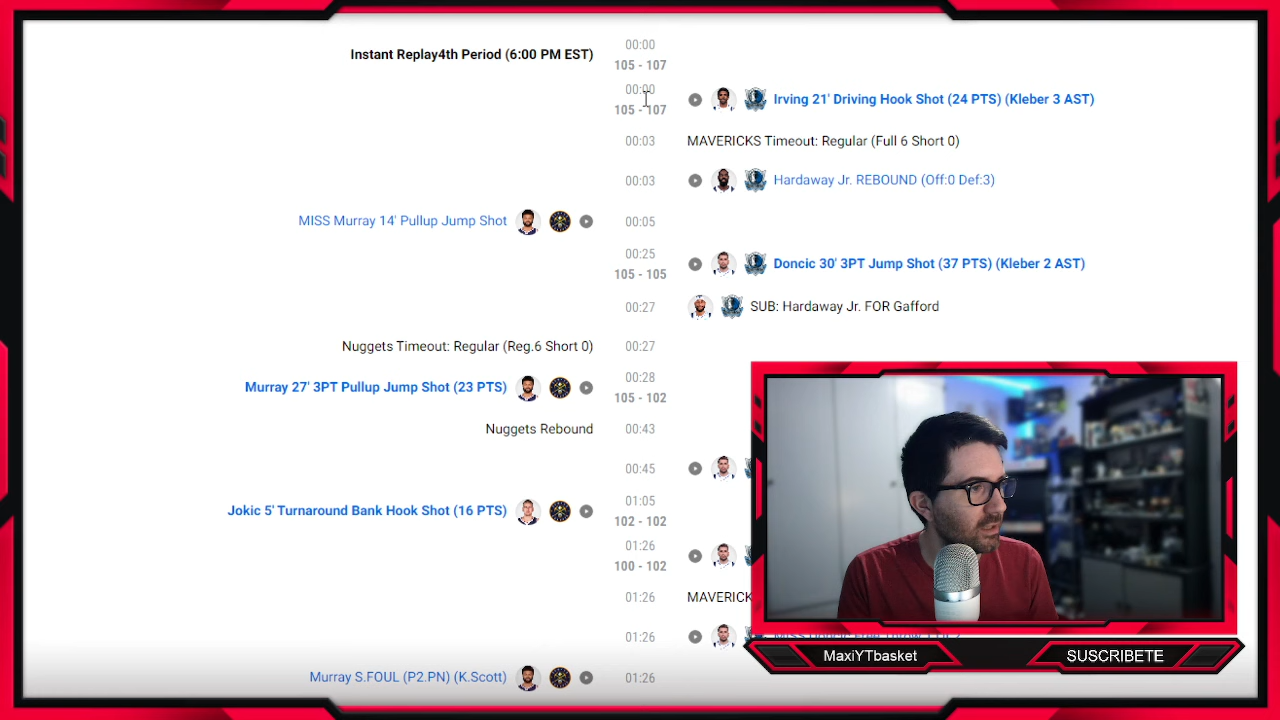 Instant Replay4th Period (6:00 PM EST)
00:00
105 - 107
00:00
105 - 107
Irving 21' Driving Hook Shot (24 PTS) (Kleber 3 AST)
00:03
MAVERICKS Timeout: Regular (Full 6 Short 0)
00:03
Hardaway Jr. REBOUND (Off:0 Def:3)
MISS Murray 14' Pullup Jump Shot
00:05
00:25
105 - 105
Doncic 30' 3PT Jump Shot (37 PTS) (Kleber 2 AST)
00:27
SUB: Hardaway Jr. FOR Gafford
Nuggets Timeout: Regular (Reg.6 Short 0)
00:27
Murray 27' 3PT Pullup Jump Shot (23 PTS)
00:28
105 - 102
Nuggets Rebound
00:43
00:45
Jokic 5' Turnaround Bank Hook Shot (16 PTS)
01:05
102 - 102
01:26
100 - 102
01:26
MAVERICK
01:26
Murray S.FOUL (P2.PN) (K.Scott)
01:26
MaxiYTbasket
SUSCRIBETE